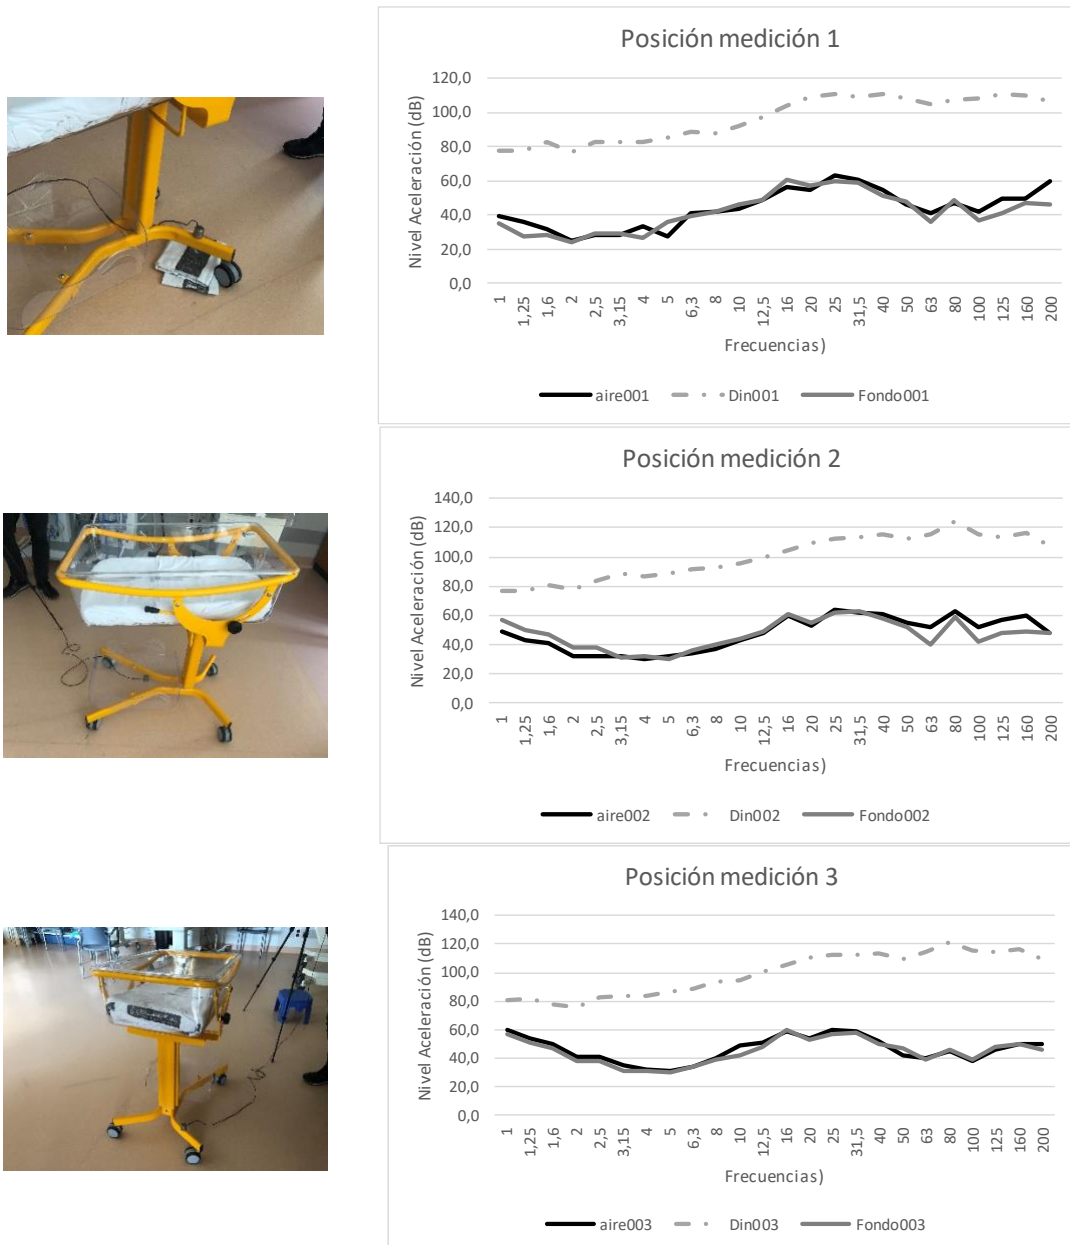 Posición medición 1
Nivel Aceleración (dB)
120,0
100,0
80,0
60,0
40,0
20,0
0,0
1 1,25 1,6 2 2,5 3,15 4 5 6,3 8 10 12,5 16 20 25 31,5 40 50 63 80 100 125 160 200
Frecuencias)
aire001 Din001 Fondo001
Posición medición 2
Nivel Aceleración (dB)
140,0
120,0
100,0
80,0
60,0
40,0
20,0
0,0
1 1,25 1,6 2 2,5 3,15 4 5 6,3 8 10 12,5 16 20 25 31,5 40 50 63 80 100 125 160 200
Frecuencias)
aire002 Din002 Fondo002
Posición medición 3
Nivel Aceleración (dB)
140,0
120,0
100,0
80,0
60,0
40,0
20,0
0,0
1 1,25 1,6 2 2,5 3,15 4 5 6,3 8 10 12,5 16 20 25 31,5 40 50 63 80 100 125 160 200
Frecuencias)
aire003 Din003 Fondo003